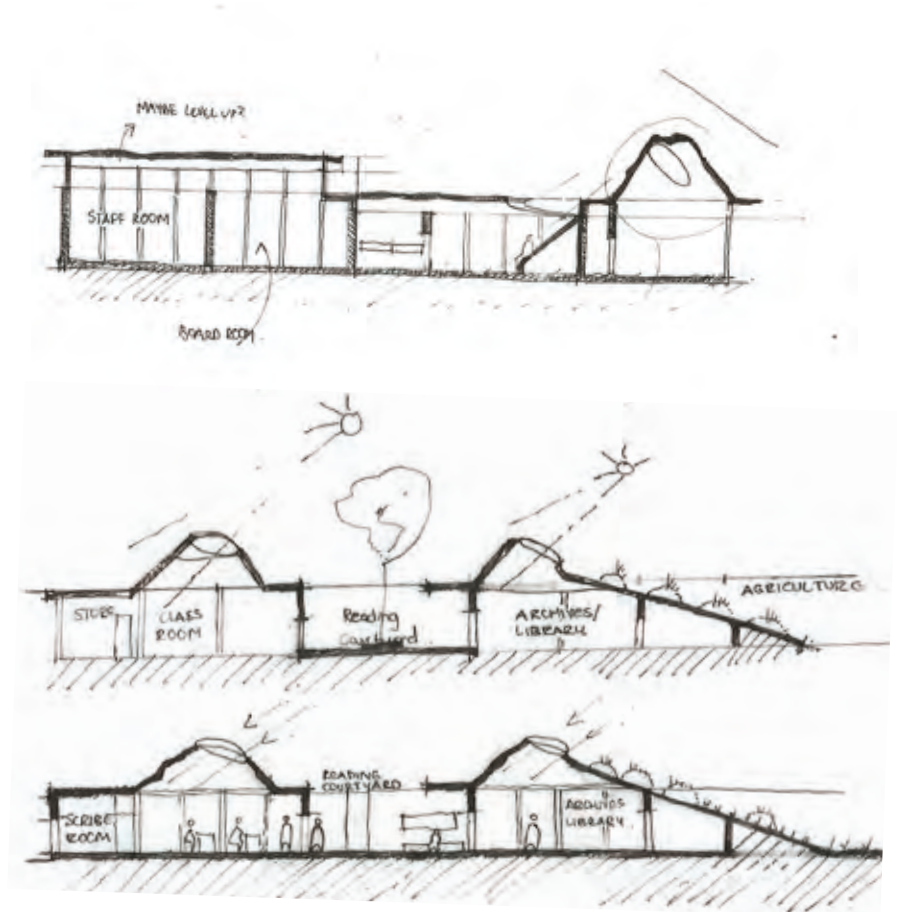 MAYBE LEVEL UP?
STAFF ROOM
BOARD ROOM
STORE
CLASS
ROOM
Reading
Courtyard
ARCHIVES/
LIBRARY
AGRICULTURE
SCRIBE
ROOM
READING
COURTYARD
ARCHIVES
LIBRARY